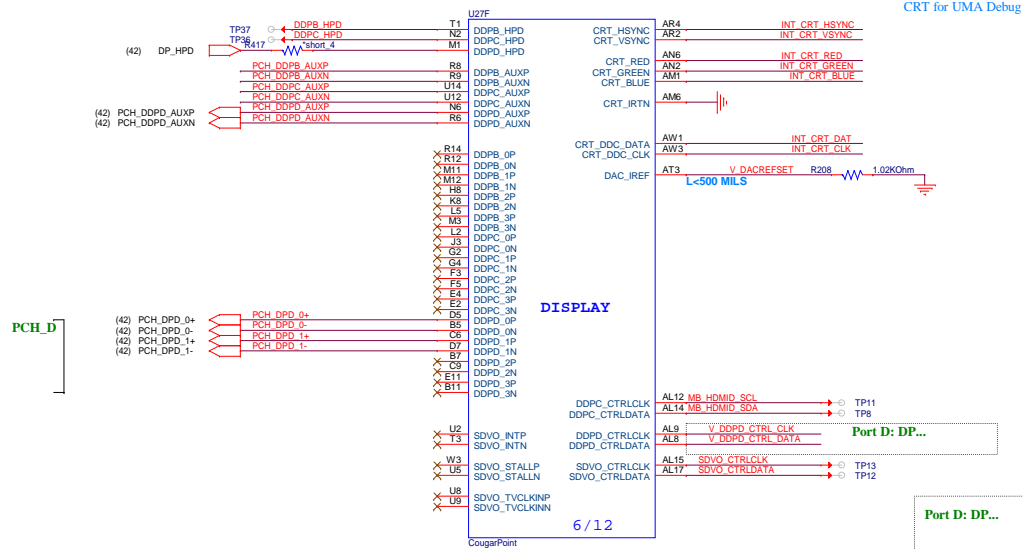 CRT for UMA Debug
U27F
TP37 DDPB_HPD T1 DDPB_HPD CRT_HSYNC AR4 INT_CRT_HSYNC
TP36 DDPC_HPD N2 DDPC_HPD CRT_VSYNC AR2 INT_CRT_VSYNC
(42) DP_HPD R417 *short_4 M1 DDPD_HPD
CRT_RED AN6 INT_CRT_RED
PCH_DDPB_AUXP R8 DDPB_AUXP CRT_GREEN AN2 INT_CRT_GREEN
PCH_DDPB_AUXN R9 DDPB_AUXN CRT_BLUE AM1 INT_CRT_BLUE
PCH_DDPC_AUXP U14 DDPC_AUXP
PCH_DDPC_AUXN U12 DDPC_AUXN CRT_IRTN AM6
(42) PCH_DDPD_AUXP PCH_DDPD_AUXP N6 DDPD_AUXP
(42) PCH_DDPD_AUXN PCH_DDPD_AUXN R6 DDPD_AUXN
CRT_DDC_DATA AW1 INT_CRT_DAT
R14 DDPB_0P CRT_DDC_CLK AW3 INT_CRT_CLK
R12 DDPB_0N
M11 DDPB_1P DAC_IREF AT3 V_DACREFSET R208 1.02KOhm
L<500 MILS
M12 DDPB_1N
H8 DDPB_2P
K8 DDPB_2N
L5 DDPB_3P
M3 DDPB_3N
L2 DDPC_0P
J3 DDPC_0N
G2 DDPC_1P
G4 DDPC_1N
F3 DDPC_2P
F5 DDPC_2N
E4 DDPC_3P
E2 DDPC_3N
DISPLAY
PCH_D
(42) PCH_DPD_0+ PCH_DPD_0+ D5 DDPD_0P
(42) PCH_DPD_0- PCH_DPD_0- B5 DDPD_0N
(42) PCH_DPD_1+ PCH_DPD_1+ C6 DDPD_1P
(42) PCH_DPD_1- PCH_DPD_1- D7 DDPD_1N
B7 DDPD_2P
C9 DDPD_2N
E11 DDPD_3P
B11 DDPD_3N
DDPC_CTRLCLK AL12 MB_HDMID_SCL TP11
DDPC_CTRLDATA AL14 MB_HDMID_SDA TP8
U2 SDVO_INTP DDPD_CTRLCLK AL9 V_DDPD_CTRL_CLK Port D: DP...
T3 SDVO_INTN DDPD_CTRLDATA AL8 V_DDPD_CTRL_DATA
W3 SDVO_STALLP SDVO_CTRLCLK AL15 SDVO_CTRLCLK TP13
U5 SDVO_STALLN SDVO_CTRLDATA AL17 SDVO_CTRLDATA TP12
U8 SDVO_TVCLKINP
U9 SDVO_TVCLKINN
Port D: DP...
6/12
CougarPoint